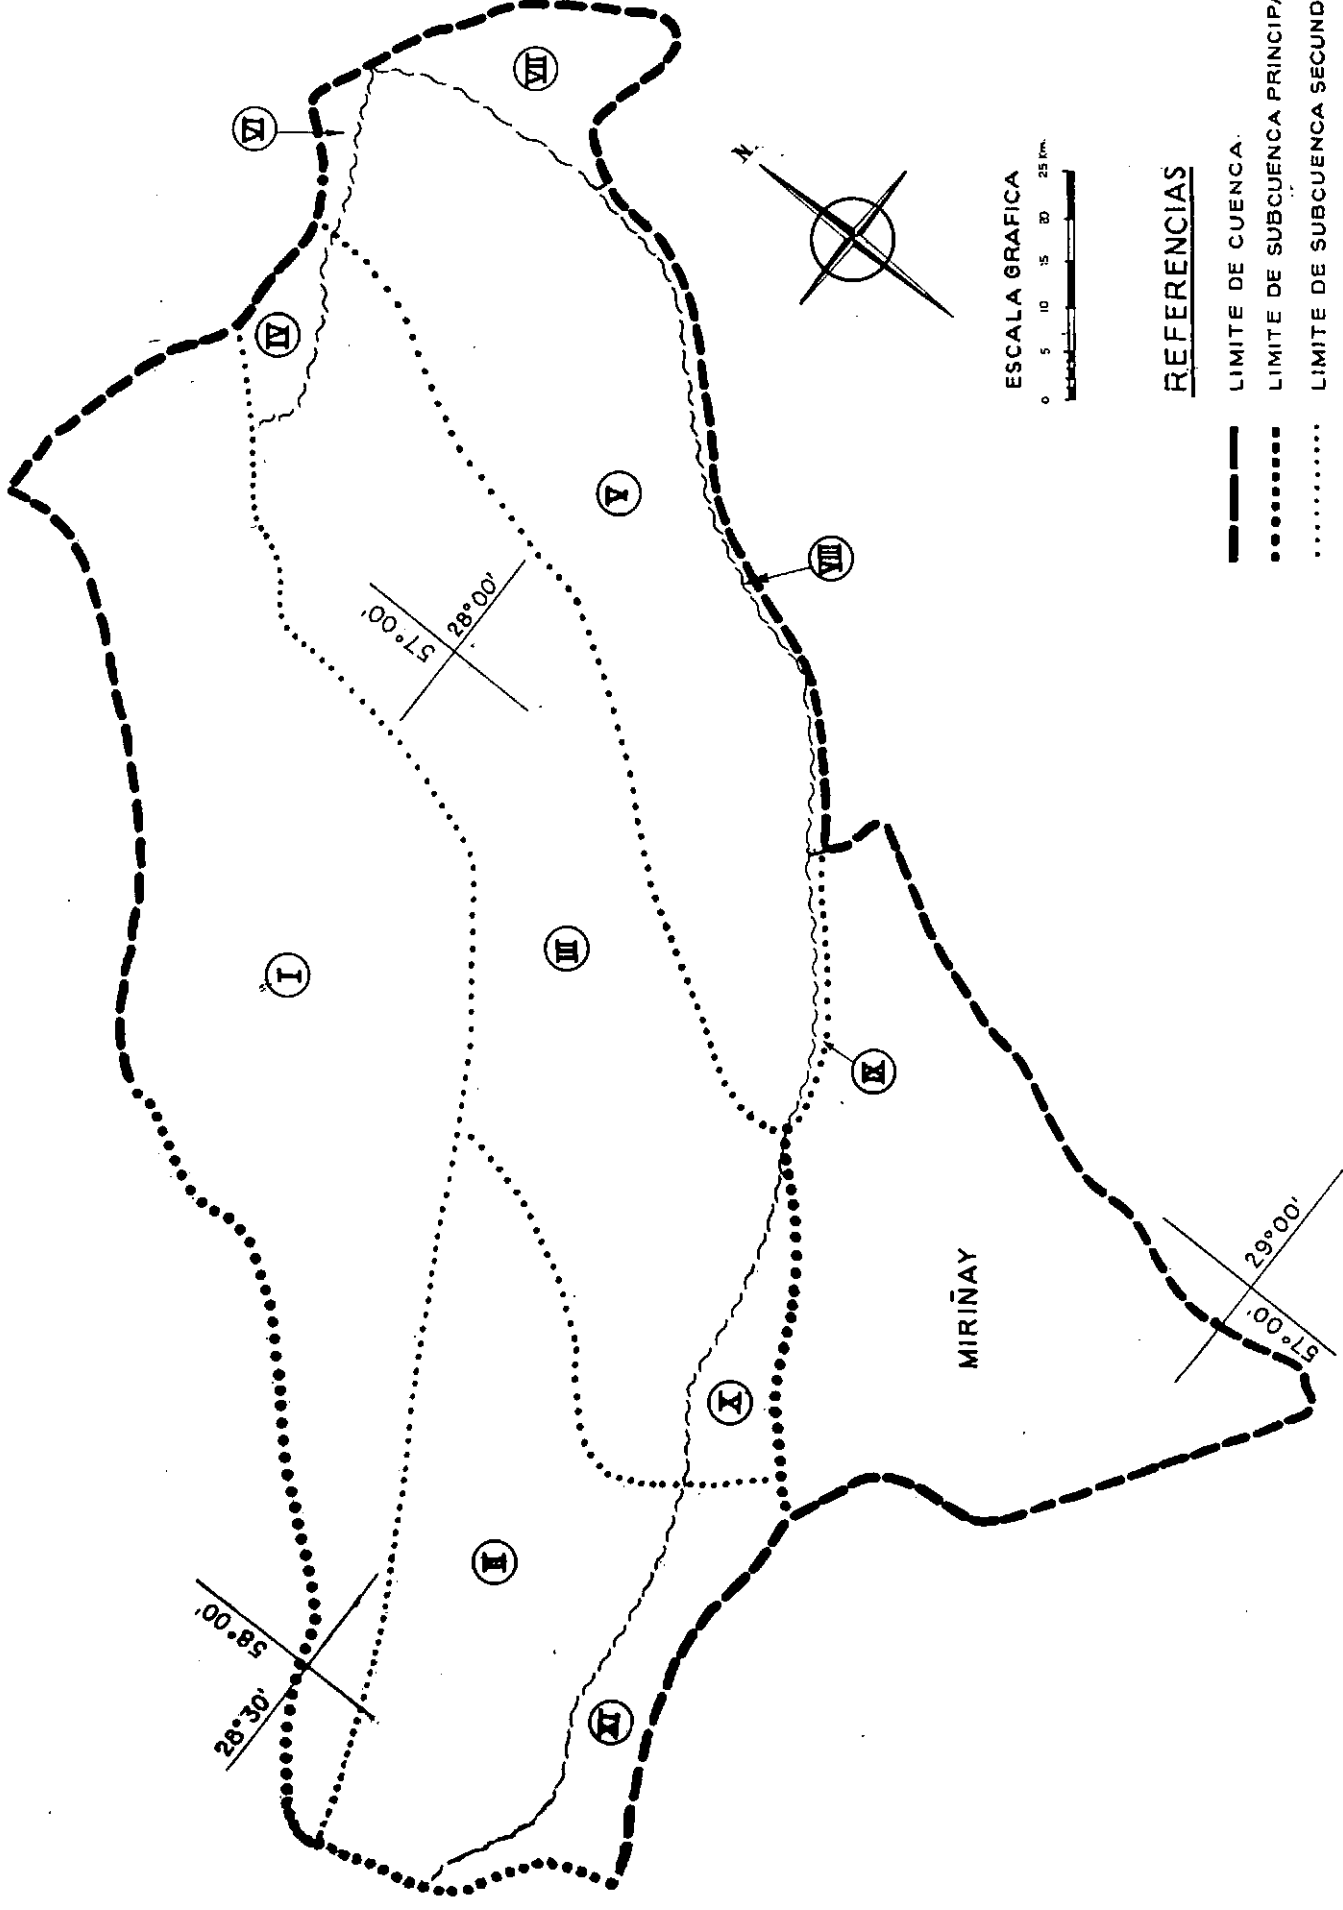 VII
VI
N
IV
ESCALA GRAFICA
0 5 10 15 20 25 Km.
REFERENCIAS
LIMITE DE CUENCA.
LIMITE DE SUBCUENCA PRINCIPA
LIMITE DE SUBCUENCA SECUND
V
VIII
57°00'
28°00'
I
III
IX
MIRIÑAY
29°00'
57°00'
X
II
58°00'
28°30'
XI